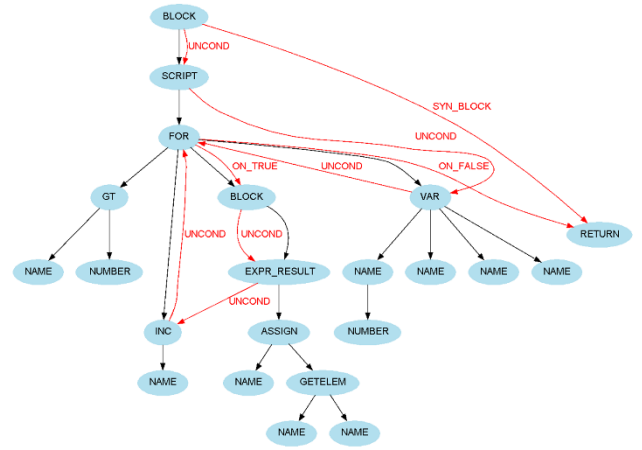 BLOCK
UNCOND
SCRIPT
SYN_BLOCK
FOR
UNCOND
ON_TRUE
UNCOND
ON_FALSE
GT
BLOCK
VAR
UNCOND
UNCOND
RETURN
NAME
NUMBER
EXPR_RESULT
NAME
NAME
NAME
NAME
UNCOND
INC
ASSIGN
NUMBER
NAME
NAME
GETELEM
NAME
NAME